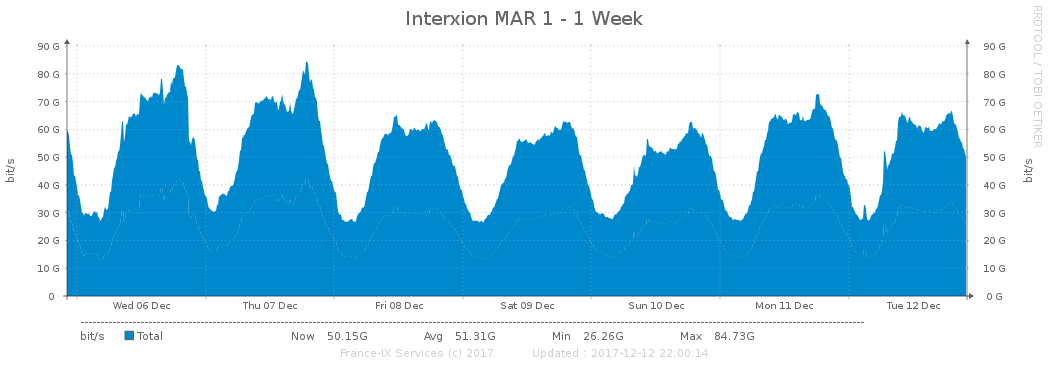 Interxion MAR 1 - 1 Week
RRDTOOL / TOBI OETIKER
90 G 90 G
80 G 80 G
70 G 70 G
60 G 60 G
50 G 50 G
40 G 40 G
30 G 30 G
20 G 20 G
10 G 10 G
0 0 G
bit/s
bit/s
Wed 06 Dec Thu 07 Dec Fri 08 Dec Sat 09 Dec Sun 10 Dec Mon 11 Dec Tue 12 Dec
bit/s Total Now 50.15G Avg 51.31G Min 26.26G Max 84.73G
France-IX Services (c) 2017 Updated : 2017-12-12 22:00:14